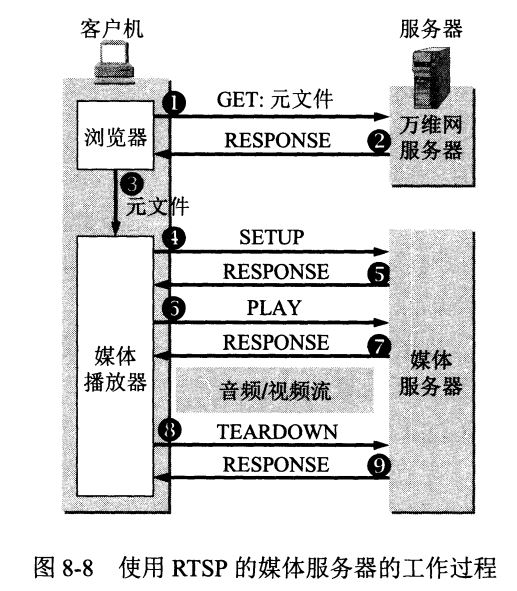 客户机
服务器
❶
GET: 元文件
浏览器
RESPONSE
❷
万维网
服务器
❸
元文件
❹
SETUP
RESPONSE
❺
❻
PLAY
RESPONSE
❼
媒体
播放器
媒体
服务器
音频/视频流
❽
TEARDOWN
RESPONSE
❾
图 8-8 使用 RTSP 的媒体服务器的工作过程